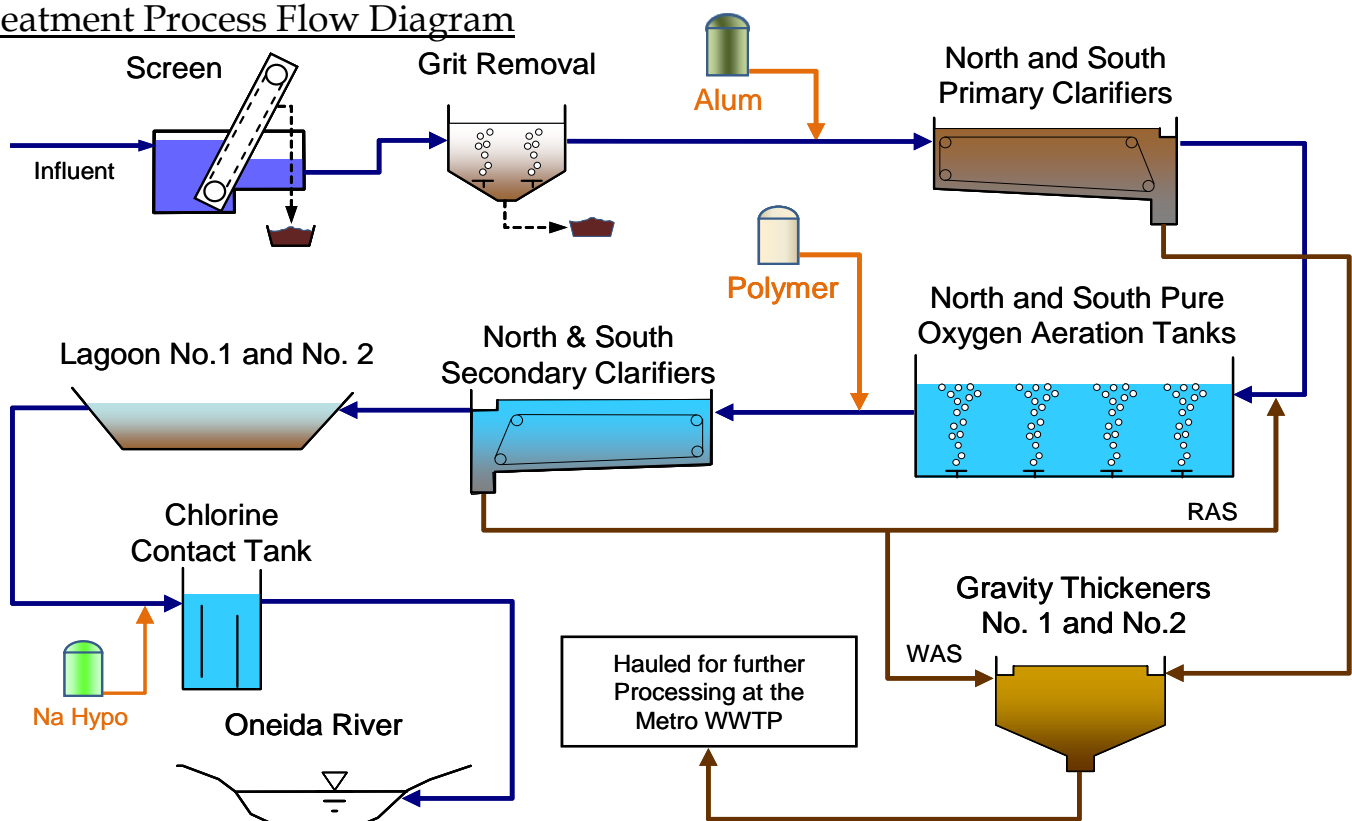 eatment Process Flow Diagram
Screen
Grit Removal
Alum
North and South
Primary Clarifiers
Influent
Polymer
North and South Pure
Oxygen Aeration Tanks
North & South
Secondary Clarifiers
Lagoon No.1 and No. 2
RAS
Chlorine
Contact Tank
Gravity Thickeners
No. 1 and No.2
WAS
Hauled for further
Processing at the
Metro WWTP
Na Hypo
Oneida River